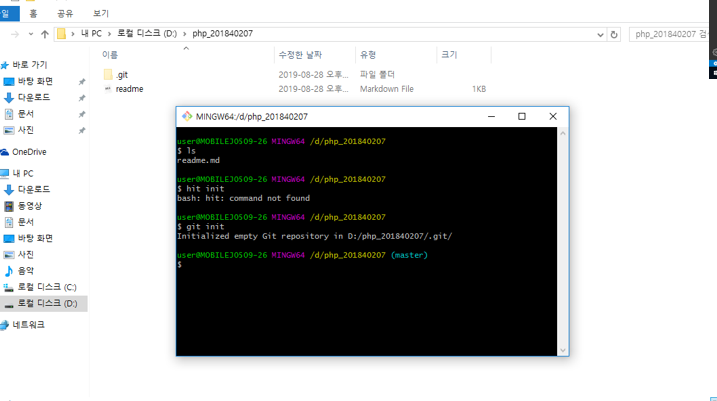 일 홈 공유 보기
내 PC 로컬 디스크 (D:) php_201840207
php_201840207 검
이름 수정한 날짜 유형 크기
바로 가기
바탕 화면
다운로드
문서
사진
OneDrive
내 PC
다운로드
동영상
문서
바탕 화면
사진
음악
로컬 디스크 (C:)
로컬 디스크 (D:)
네트워크
.git 2019-08-28 오후... 파일 폴더
readme 2019-08-28 오후... Markdown File 1KB
MINGW64:/d/php_201840207
user@MOBILEJO509-26 MINGW64 /d/php_201840207
$ ls
readme.md
user@MOBILEJO509-26 MINGW64 /d/php_201840207
$ hit init
bash: hit: command not found
user@MOBILEJO509-26 MINGW64 /d/php_201840207
$ git init
Initialized empty Git repository in D:/php_201840207/.git/
user@MOBILEJO509-26 MINGW64 /d/php_201840207 (master)
$